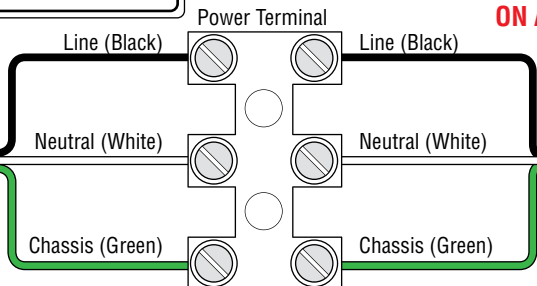 Power Terminal
ON
Line (Black)
Line (Black)
Neutral (White)
Neutral (White)
Chassis (Green)
Chassis (Green)